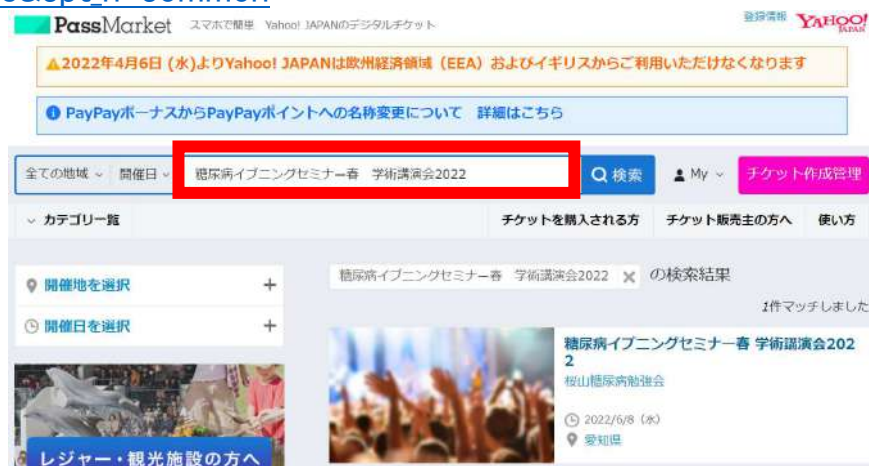 PassMarket スマホで簡単 Yahoo! JAPANのデジタルチケット 登録情報 YAHOO! JAPAN
▲2022年4月6日 (水)よりYahoo! JAPANは欧州経済領域（EEA）およびイギリスからご利用いただけなくなります
PayPayボーナスからPayPayポイントへの名称変更について 詳細はこちら
全ての地域 開催日 糖尿病イブニングセミナー春 学術講演会2022 検索 My チケット作成管理
カテゴリ一覧 チケットを購入される方 チケット販売主の方へ 使い方
開催地を選択 +
開催日を選択 +
糖尿病イブニングセミナー春 学術講演会2022 × の検索結果
1件マッチしました
糖尿病イブニングセミナー春 学術講演会202
2
桜山糖尿病勉強会
2022/6/8（水）
愛知県
レジャー・観光施設の方へ